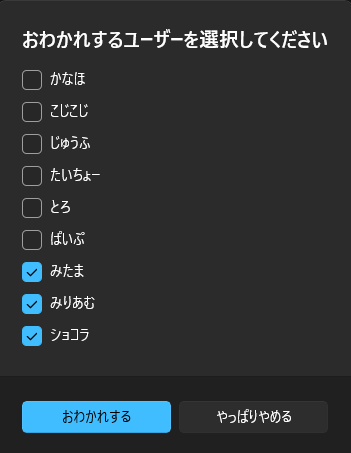 おわかれするユーザーを選択してください
かなほ
こじこじ
じゅうふ
たいちょー
とろ
ぱいぷ
みたま
みりあむ
ショコラ
おわかれする
やっぱりやめる